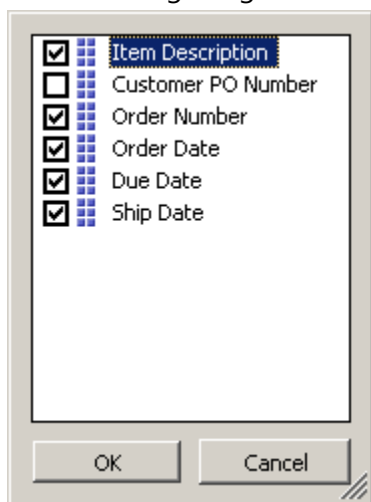 Item Description
Customer PO Number
Order Number
Order Date
Due Date
Ship Date
OK
Cancel